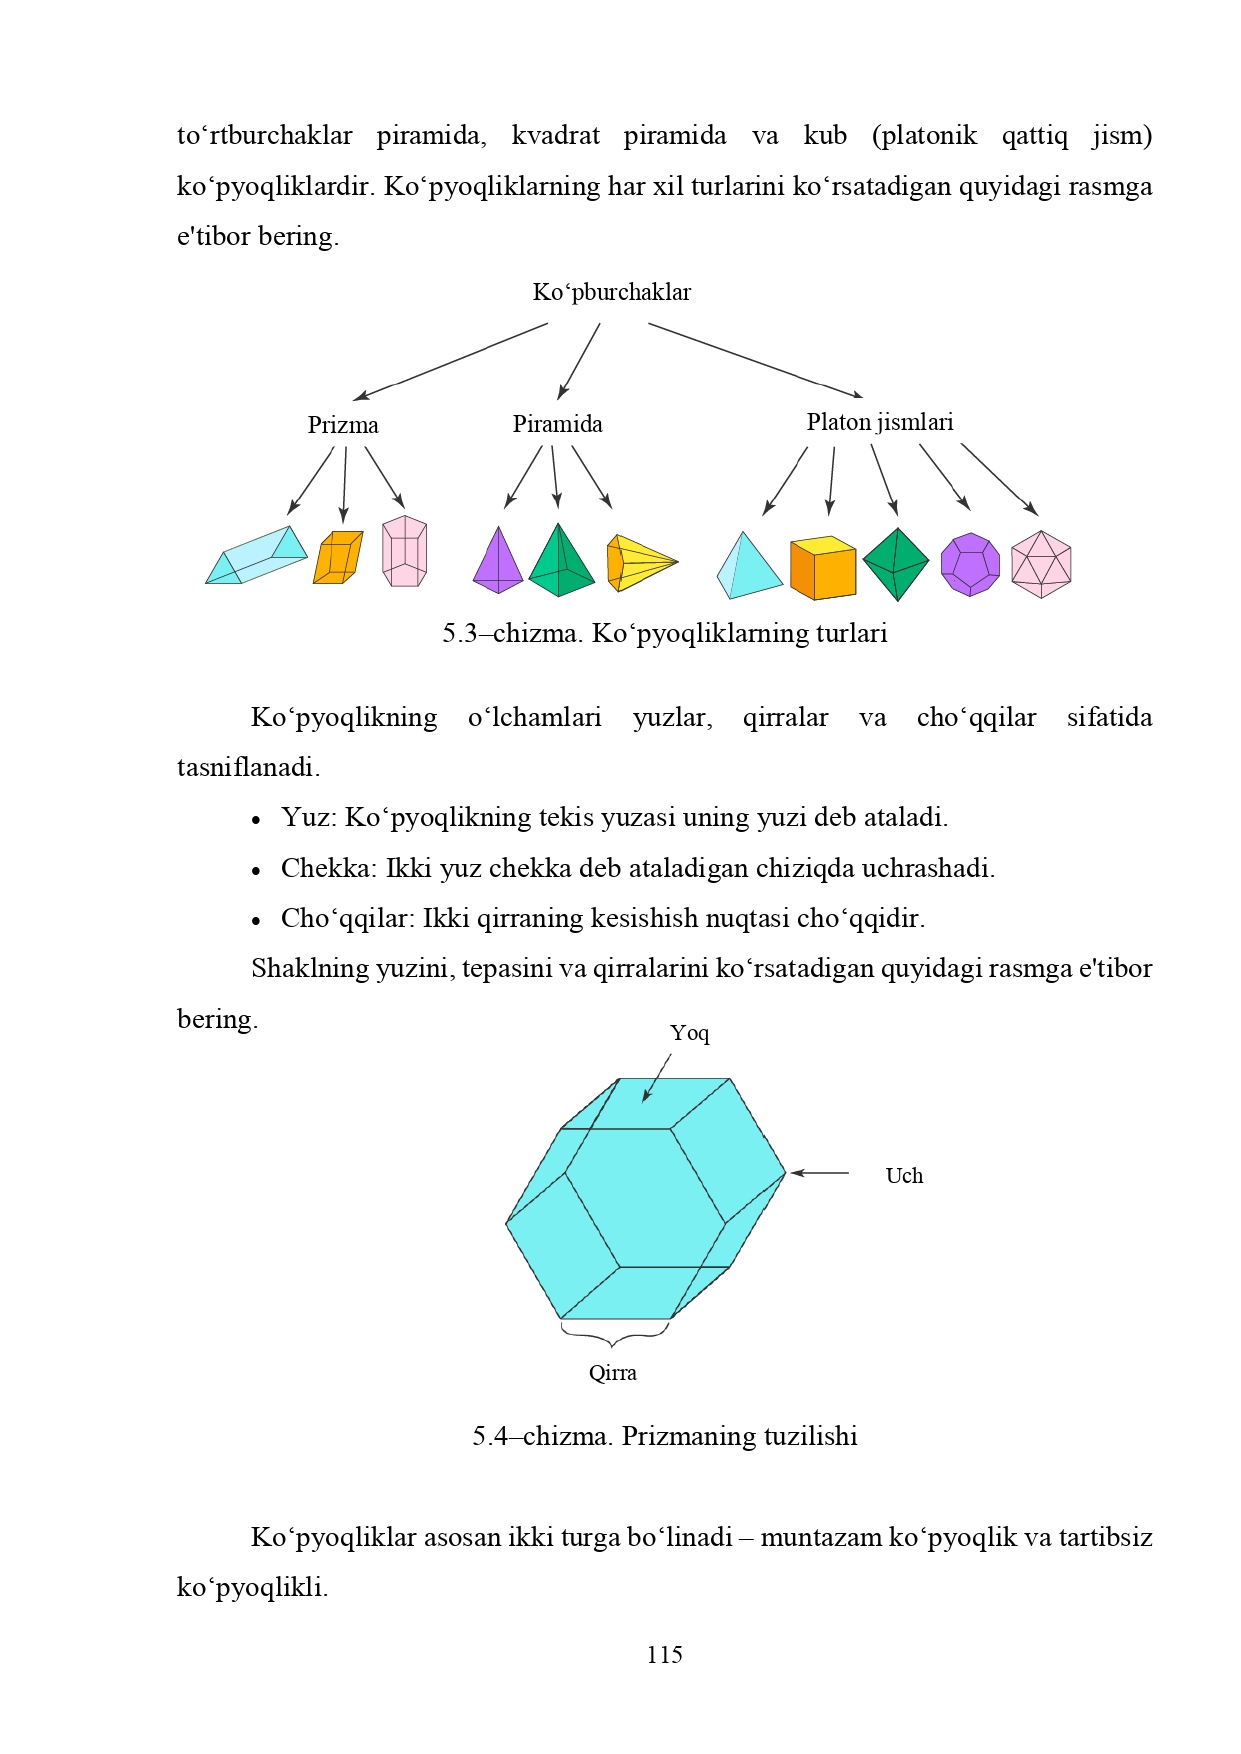 to‘rtburchaklar piramida, kvadrat piramida va kub (platonik qattiq jism)
ko‘pyoqliklardir. Ko‘pyoqliklarning har xil turlarini ko‘rsatadigan quyidagi rasmga
e'tibor bering.
Ko‘pburchaklar
Prizma
Piramida
Platon jismlari
5.3–chizma. Ko‘pyoqliklarning turlari
Ko‘pyoqlikning o‘lchamlari yuzlar, qirralar va cho‘qqilar sifatida
tasniflanadi.
• Yuz: Ko‘pyoqlikning tekis yuzasi uning yuzi deb ataladi.
• Chekka: Ikki yuz chekka deb ataladigan chiziqda uchrashadi.
• Cho‘qqilar: Ikki qirraning kesishish nuqtasi cho‘qqidir.
Shaklning yuzini, tepasini va qirralarini ko‘rsatadigan quyidagi rasmga e'tibor
bering.
Yoq
Uch
Qirra
5.4–chizma. Prizmaning tuzilishi
Ko‘pyoqliklar asosan ikki turga bo‘linadi – muntazam ko‘pyoqlik va tartibsiz
ko‘pyoqlikli.
115